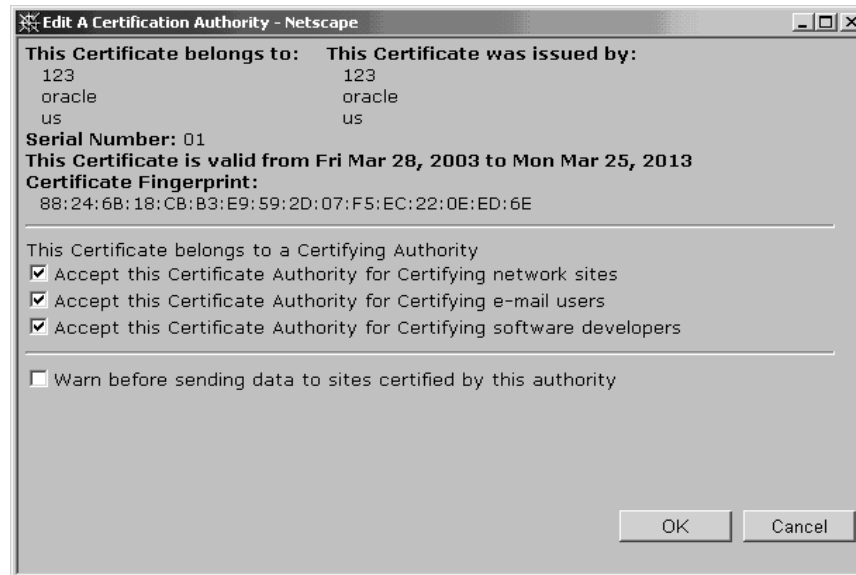 Edit A Certification Authority - Netscape
This Certificate belongs to: This Certificate was issued by:
123 123
oracle oracle
us us
Serial Number: 01
This Certificate is valid from Fri Mar 28, 2003 to Mon Mar 25, 2013
Certificate Fingerprint:
88:24:6B:18:CB:B3:E9:59:2D:07:F5:EC:22:0E:ED:6E
This Certificate belongs to a Certifying Authority
Accept this Certificate Authority for Certifying network sites
Accept this Certificate Authority for Certifying e-mail users
Accept this Certificate Authority for Certifying software developers
Warn before sending data to sites certified by this authority
OK Cancel